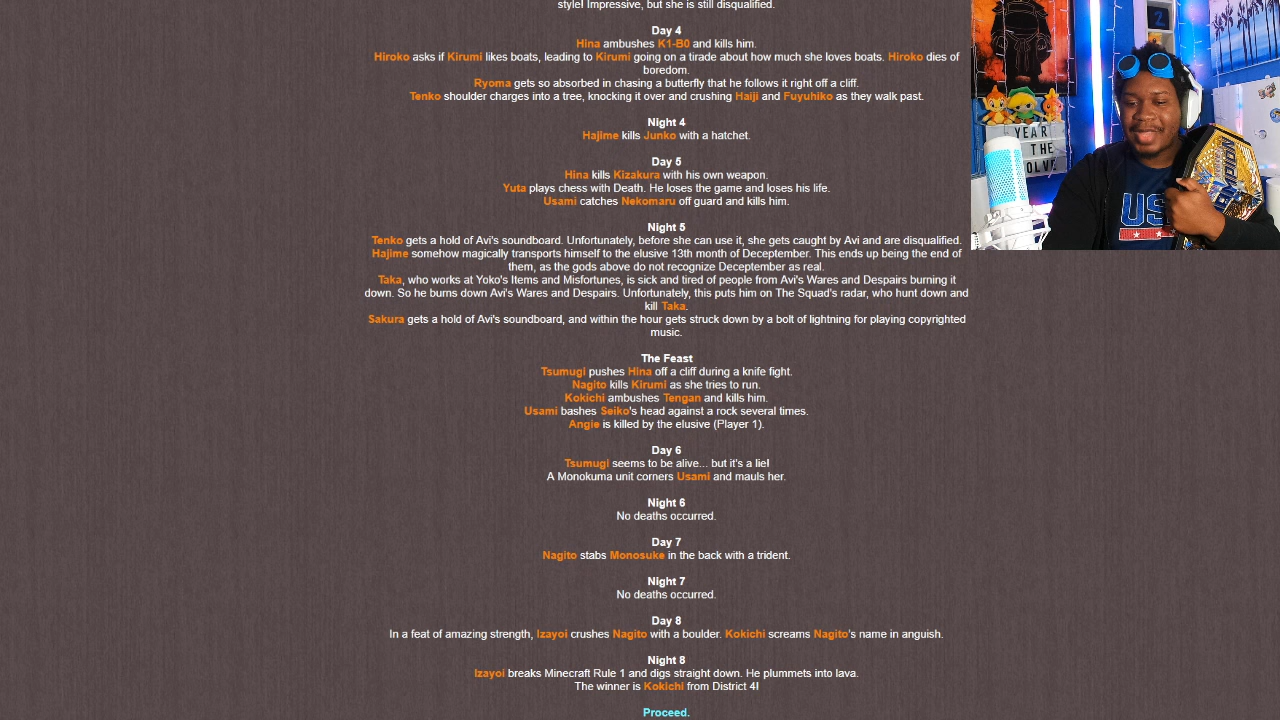 style! Impressive, but she is still disqualified.
Day 4
Hina ambushes K1-B0 and kills him.
Hiroko asks if Kirumi likes boats, leading to Kirumi going on a tirade about how much she loves boats. Hiroko dies of
boredom.
Ryoma gets so absorbed in chasing a butterfly that he follows it right off a cliff.
Tenko shoulder charges into a tree, knocking it over and crushing Haiji and Fuyuhiko as they walk past.
Night 4
Hajime kills Junko with a hatchet.
Day 5
Hina kills Kizakura with his own weapon.
Yuta plays chess with Death. He loses the game and loses his life.
Usami catches Nekomaru off guard and kills him.
Night 5
Tenko gets a hold of Avi's soundboard. Unfortunately, before she can use it, she gets caught by Avi and are disqualified.
Hajime somehow magically transports himself to the elusive 13th month of Deceptember. This ends up being the end of
them, as the gods above do not recognize Deceptember as real.
Taka, who works at Yoko's Items and Misfortunes, is sick and tired of people from Avi's Wares and Despairs burning it
down. So he burns down Avi's Wares and Despairs. Unfortunately, this puts him on The Squad's radar, who hunt down and
kill Taka.
Sakura gets a hold of Avi's soundboard, and within the hour gets struck down by a bolt of lightning for playing copyrighted
music.
The Feast
Tsumugi pushes Hina off a cliff during a knife fight.
Nagito kills Kirumi as she tries to run.
Kokichi ambushes Tengan and kills him.
Usami bashes Seiko's head against a rock several times.
Angie is killed by the elusive (Player 1).
Day 6
Tsumugi seems to be alive... but it's a lie!
A Monokuma unit corners Usami and mauls her.
Night 6
No deaths occurred.
Day 7
Nagito stabs Monosuke in the back with a trident.
Night 7
No deaths occurred.
Day 8
In a feat of amazing strength, Izayoi crushes Nagito with a boulder. Kokichi screams Nagito's name in anguish.
Night 8
Izayoi breaks Minecraft Rule 1 and digs straight down. He plummets into lava.
The winner is Kokichi from District 4!
Proceed.
2
YEAR
THE
OLVE
US